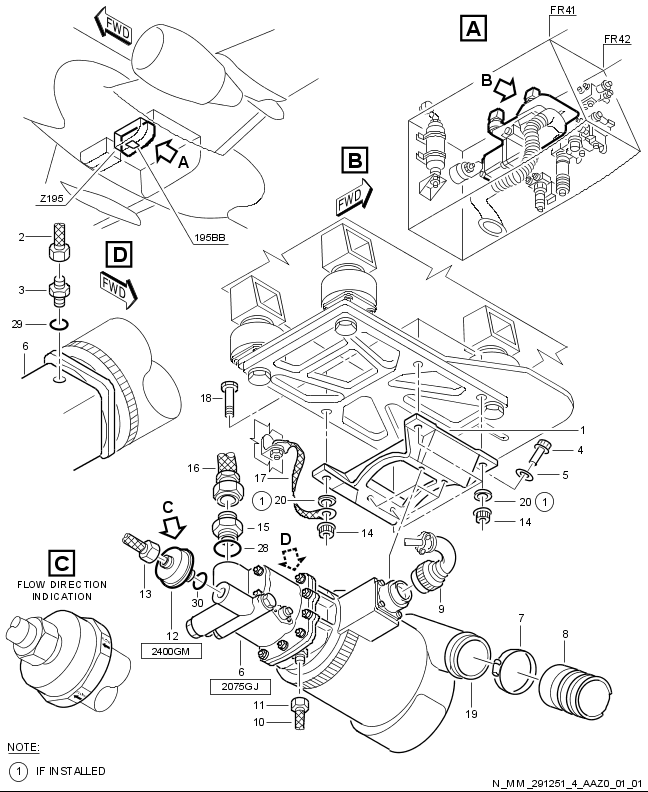 FWD
A
Z195
195BB
A
FR41
FR42
B
B
FWD
D
FWD
2
3
29
6
18
16
17
1
20
15
28
14
1
4
5
20
1
14
C
D
13
30
12
2400GM
6
2075GJ
11
10
9
7
8
19
C
FLOW DIRECTION
INDICATION
NOTE:
1 IF INSTALLED
N_MM_291251_4_AAZ0_01_01